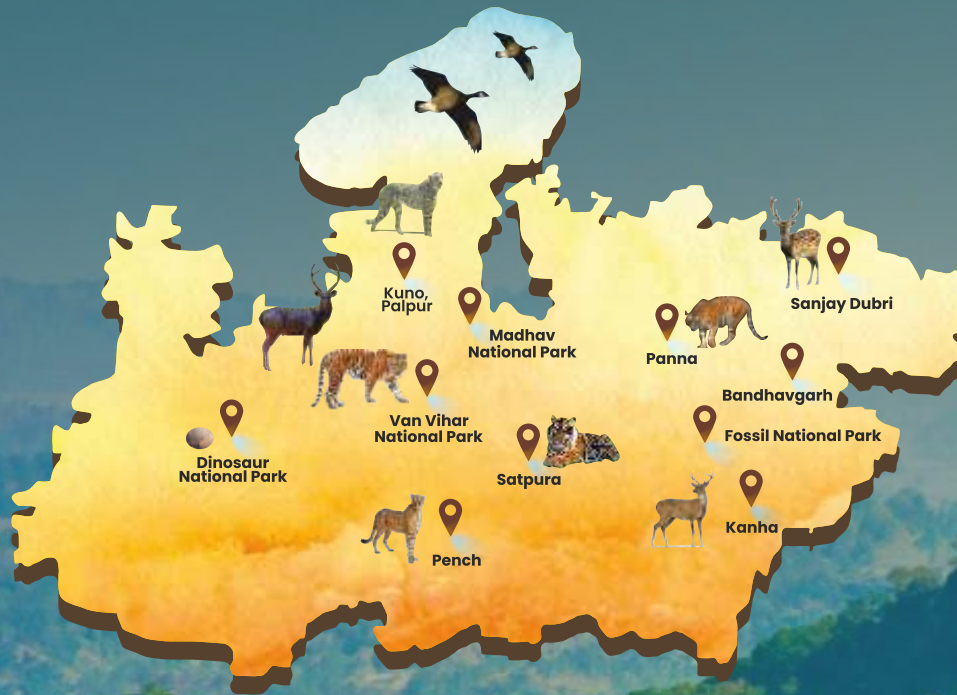 Kuno,
Palpur
Sanjay Dubri
Madhav
National Park
Panna
Bandhavgarh
Van Vihar
National Park
Fossil National Park
Dinosaur
National Park
Satpura
Kanha
Pench